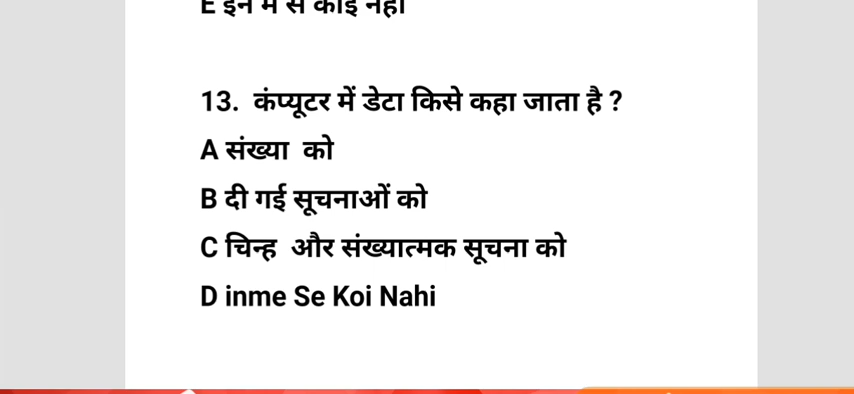 E इन में से कोई नहीं
13. कंप्यूटर में डेटा किसे कहा जाता है ?
A संख्या को
B दी गई सूचनाओं को
C चिन्ह और संख्यात्मक सूचना को
D inme Se Koi Nahi